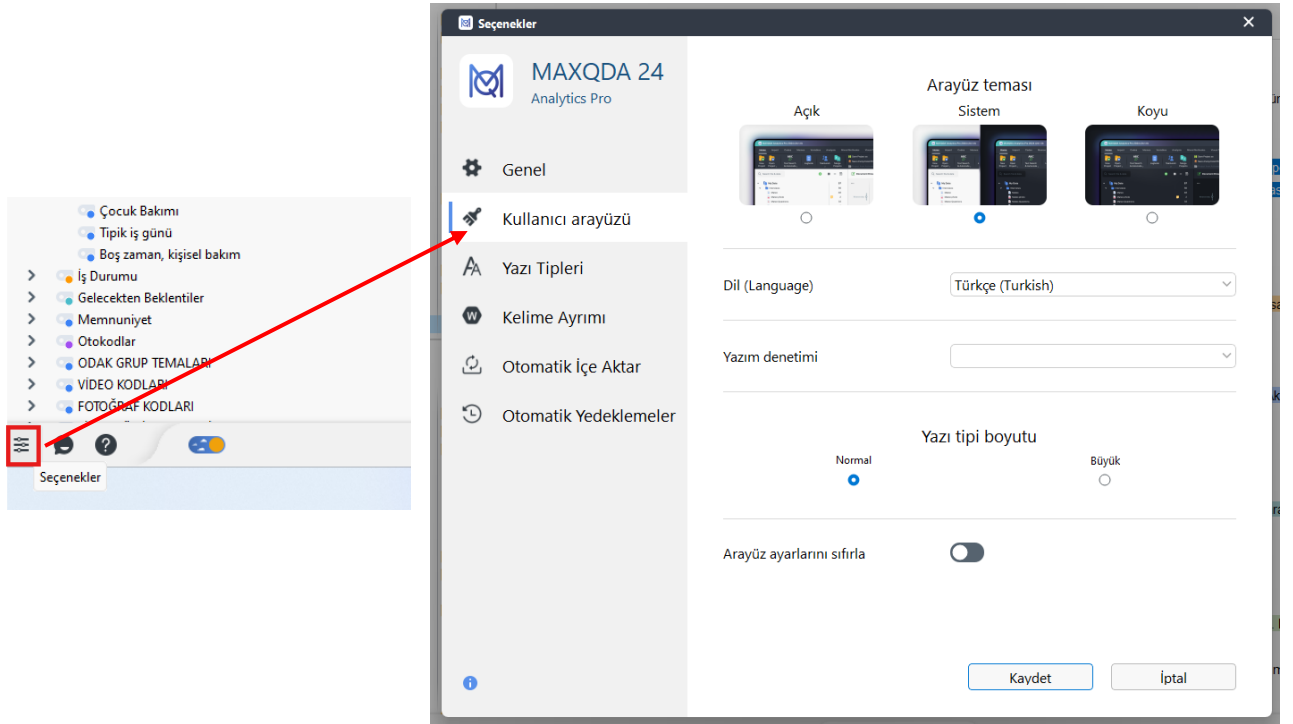 Çocuk Bakımı
Tipik iş günü
Boş zaman, kişisel bakım
İş Durumu
Gelecekten Beklentiler
Memnuniyet
Otokodlar
ODAK GRUP TEMALARI
VİDEO KODLARI
FOTOĞRAF KODLARI
Seçenekler
Seçenekler
MAXQDA 24
Analytics Pro
Genel
Kullanıcı arayüzü
Yazı Tipleri
Kelime Ayrımı
Otomatik İçe Aktar
Otomatik Yedeklemeler
Arayüz teması
Açık Sistem Koyu
Dil (Language) Türkçe (Turkish)
Yazım denetimi
Yazı tipi boyutu
Normal Büyük
Arayüz ayarlarını sıfırla
Kaydet İptal